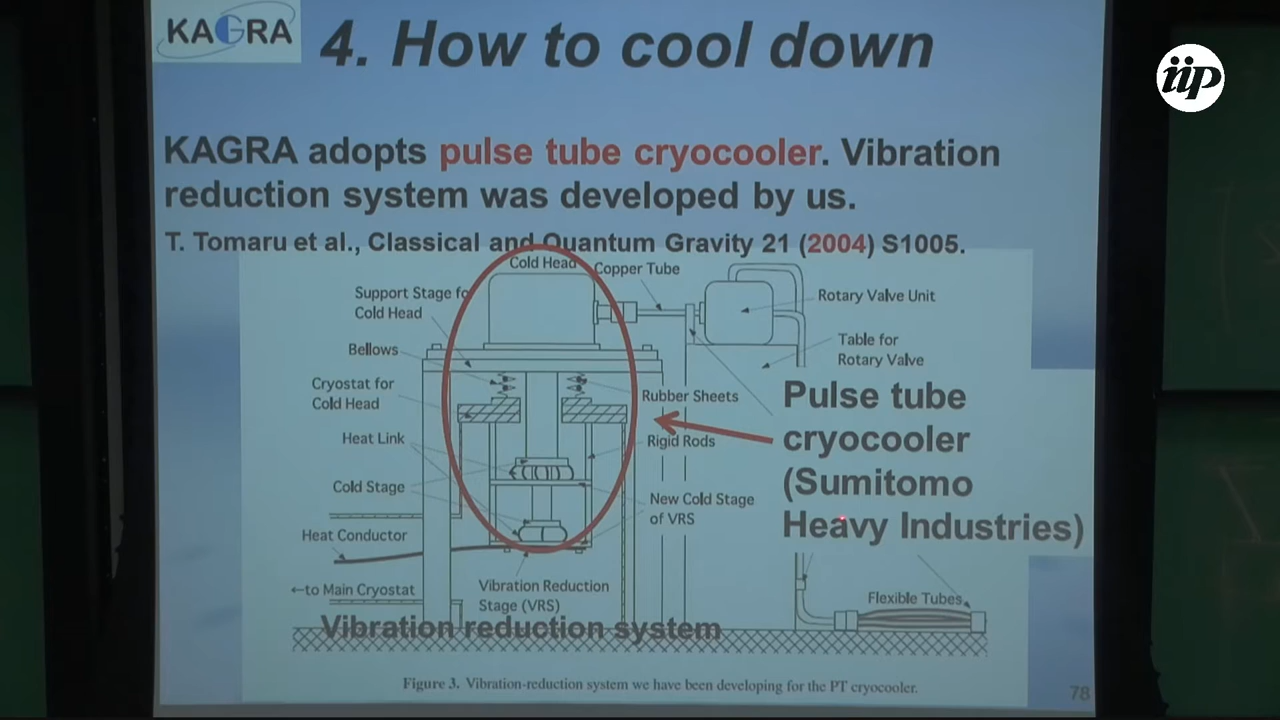 KAGRA
4. How to cool down
iip
KAGRA adopts pulse tube cryocooler. Vibration
reduction system was developed by us.
T. Tomaru et al., Classical and Quantum Gravity 21 (2004) S1005.
Cold Head
Copper Tube
Support Stage for
Cold Head
Rotary Valve Unit
Bellows
Table for
Rotary Valve
Cryostat for
Cold Head
Rubber Sheets
Pulse tube
cryocooler
(Sumitomo
Heavy Industries)
Heat Link
Rigid Rods
Cold Stage
New Cold Stage
of VRS
Heat Conductor
←to Main Cryostat
Vibration Reduction
Stage (VRS)
Flexible Tubes
Vibration reduction system
Figure 3. Vibration-reduction system we have been developing for the PT cryocooler.
78